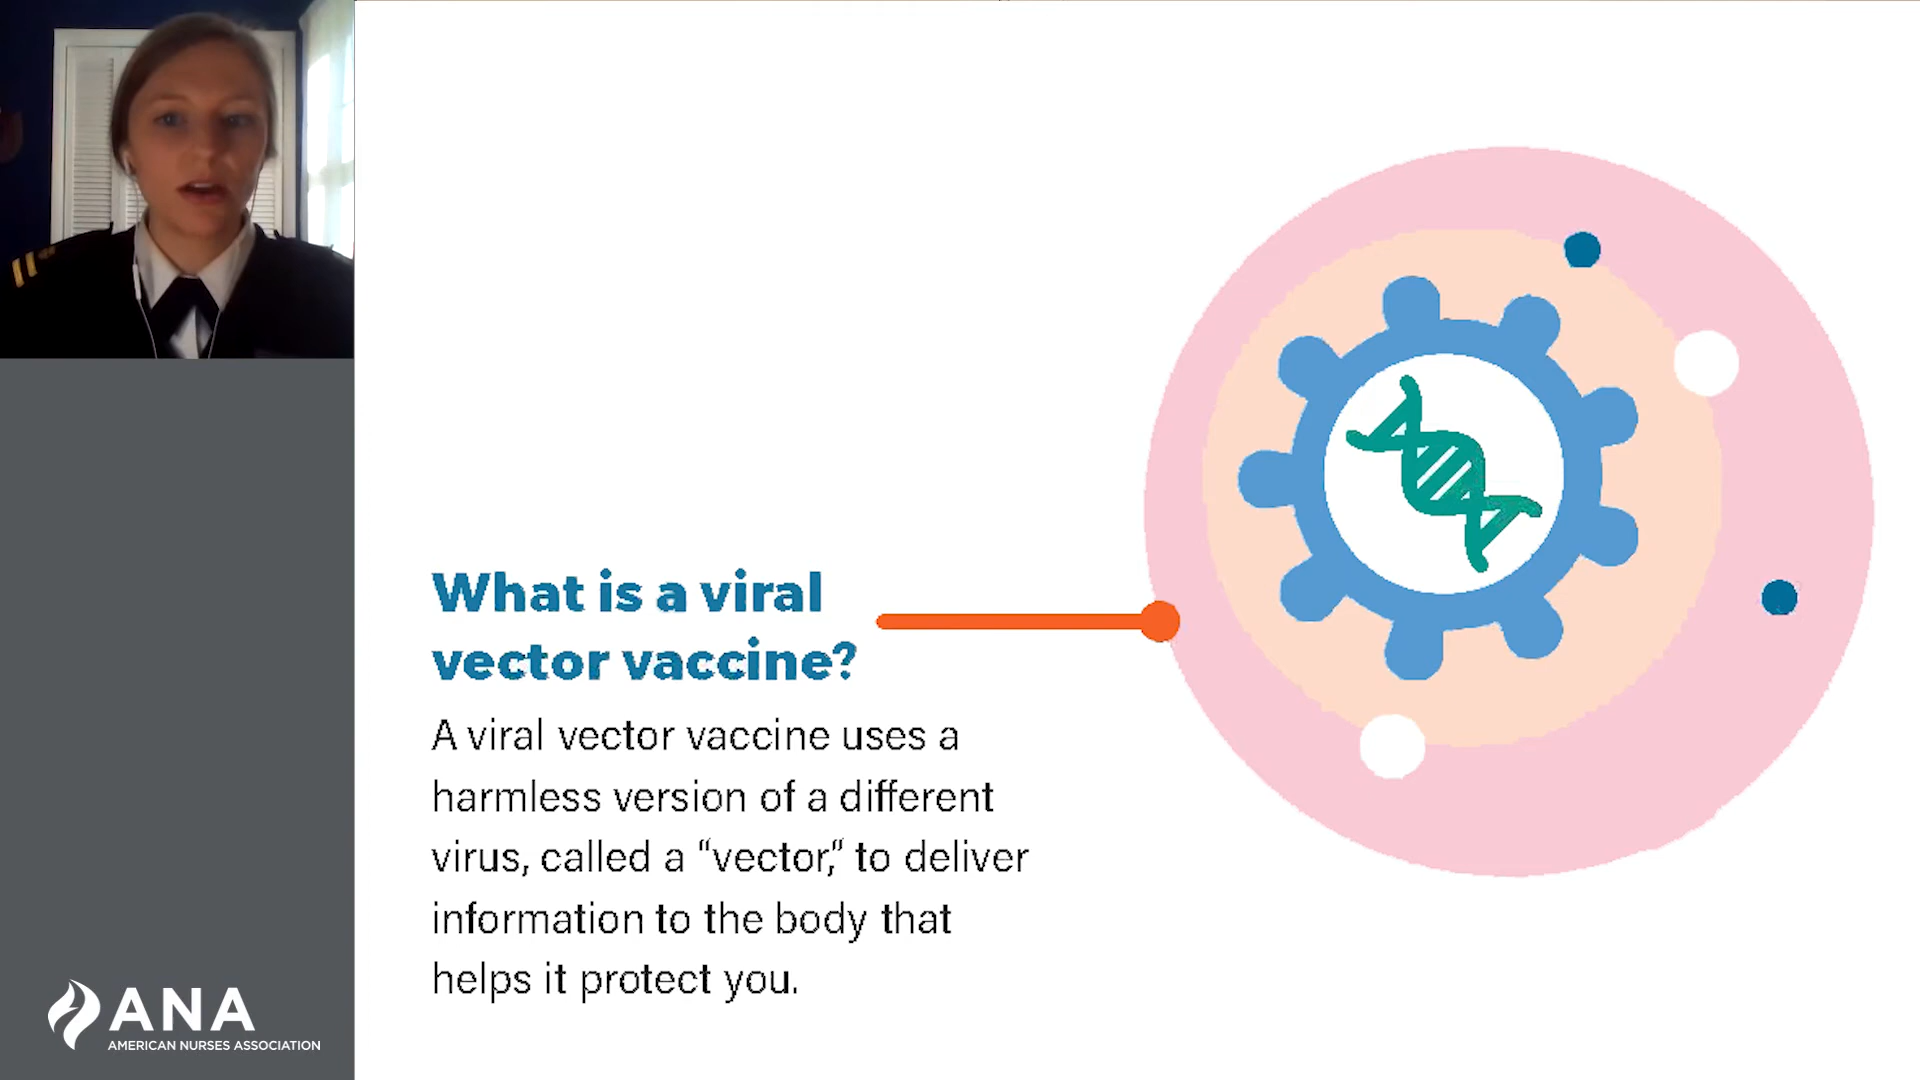 What is a viral
vector vaccine?
A viral vector vaccine uses a
harmless version of a different
virus, called a “vector,” to deliver
information to the body that
helps it protect you.
ANA
AMERICAN NURSES ASSOCIATION